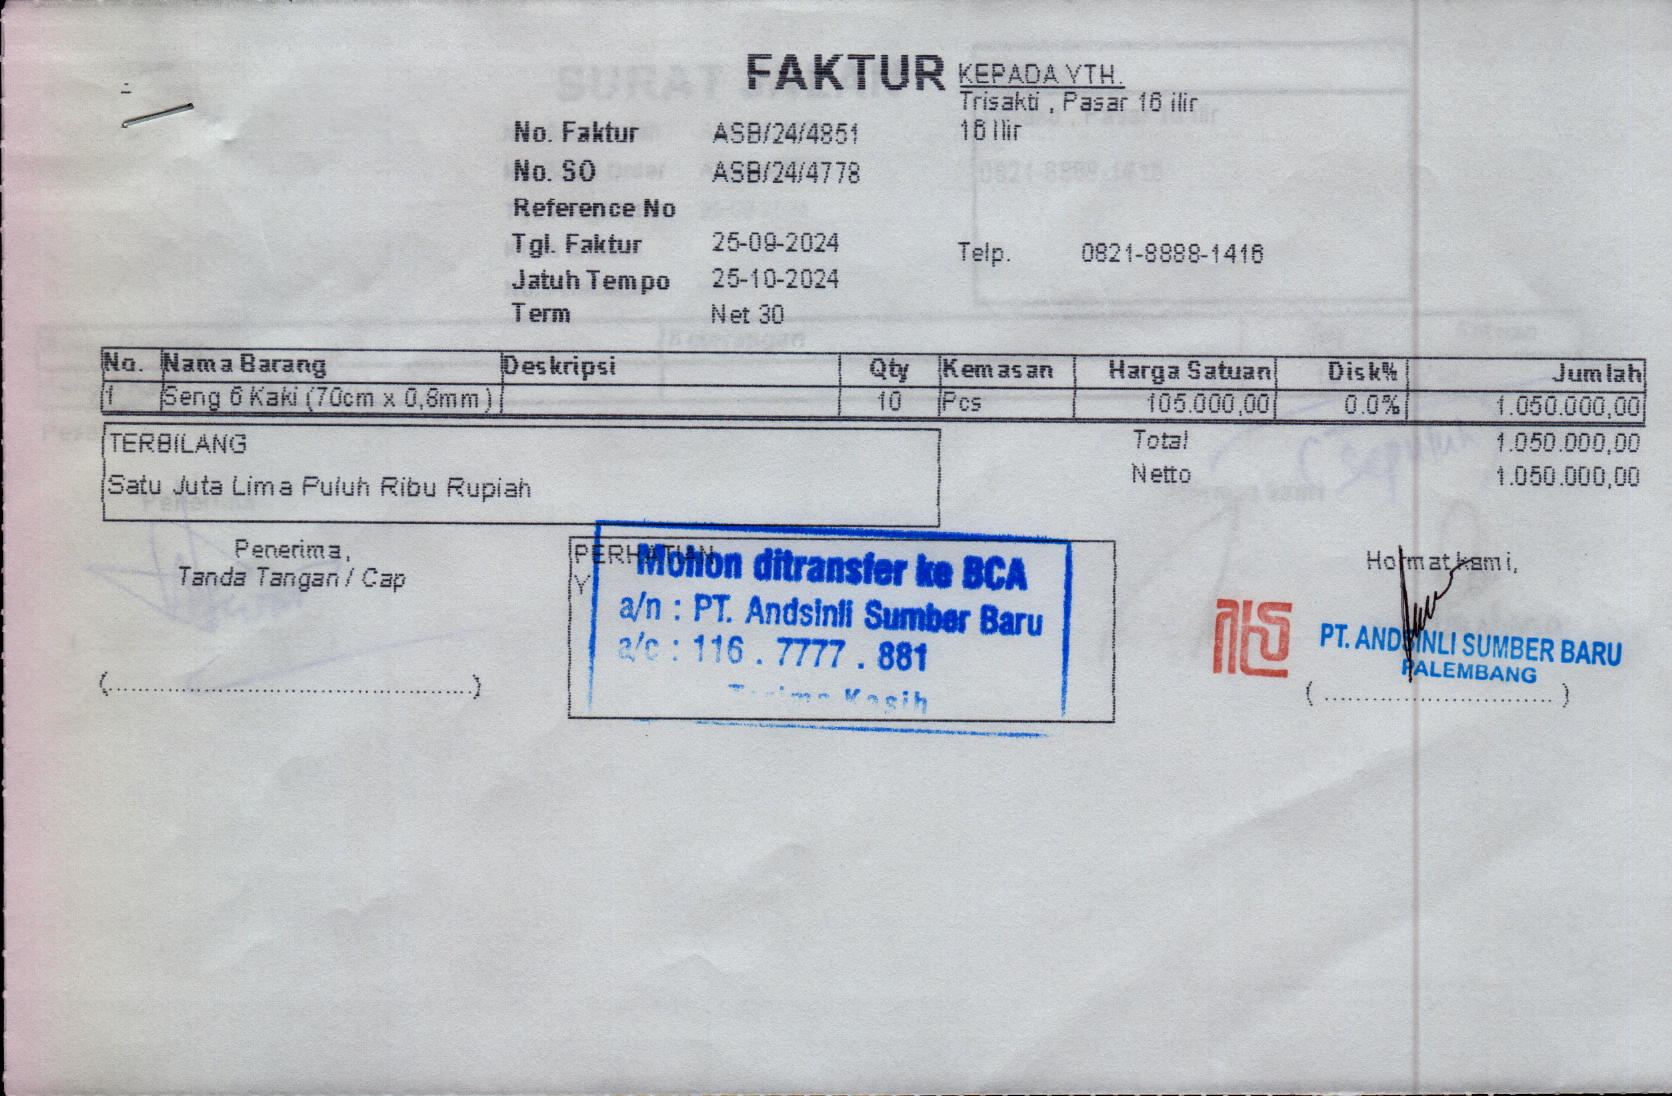 FAKTUR
KEPADA YTH.
Trisakti , Pasar 16 ilir
16 Ilir
No. Faktur ASB/24/4851
No. SO ASB/24/4778
Reference No
Tgl. Faktur 25-09-2024
Telp. 0821-8888-1416
Jatuh Tempo 25-10-2024
Term Net 30
No. Nama Barang Deskripsi Qty Kemasan Harga Satuan Disk% Jumlah
1 Seng 6 Kaki (70cm x 0,8mm) 10 Pcs 105.000,00 0.0% 1.050.000,00
TERBILANG
Total 1.050.000,00
Satu Juta Lima Puluh Ribu Rupiah
Netto 1.050.000,00
Penerima,
Tanda Tangan / Cap
(............................................)
PERHATIAN
Y
Mohon ditransfer ke BCA
a/n : PT. Andsinli Sumber Baru
a/c : 116 . 7777 . 881
Terima Kasih
Hormat kami,
PT. ANDSINLI SUMBER BARU
PALEMBANG
( ............................ )